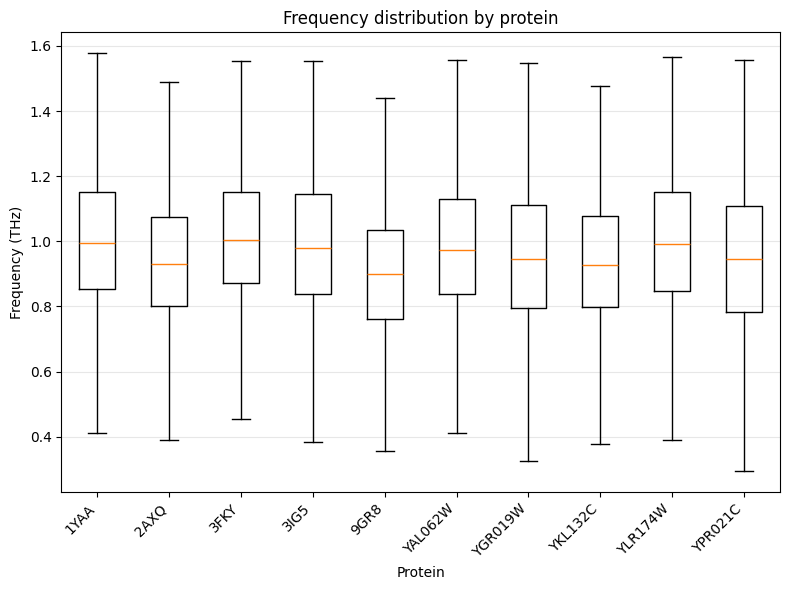 Frequency distribution by protein
Frequency (THz)
1.6
1.4
1.2
1.0
0.8
0.6
0.4
1YAA
2AXQ
3FKY
3IG5
9GR8
YAL062W
YGR019W
YKL132C
YLR174W
YPR021C
Protein